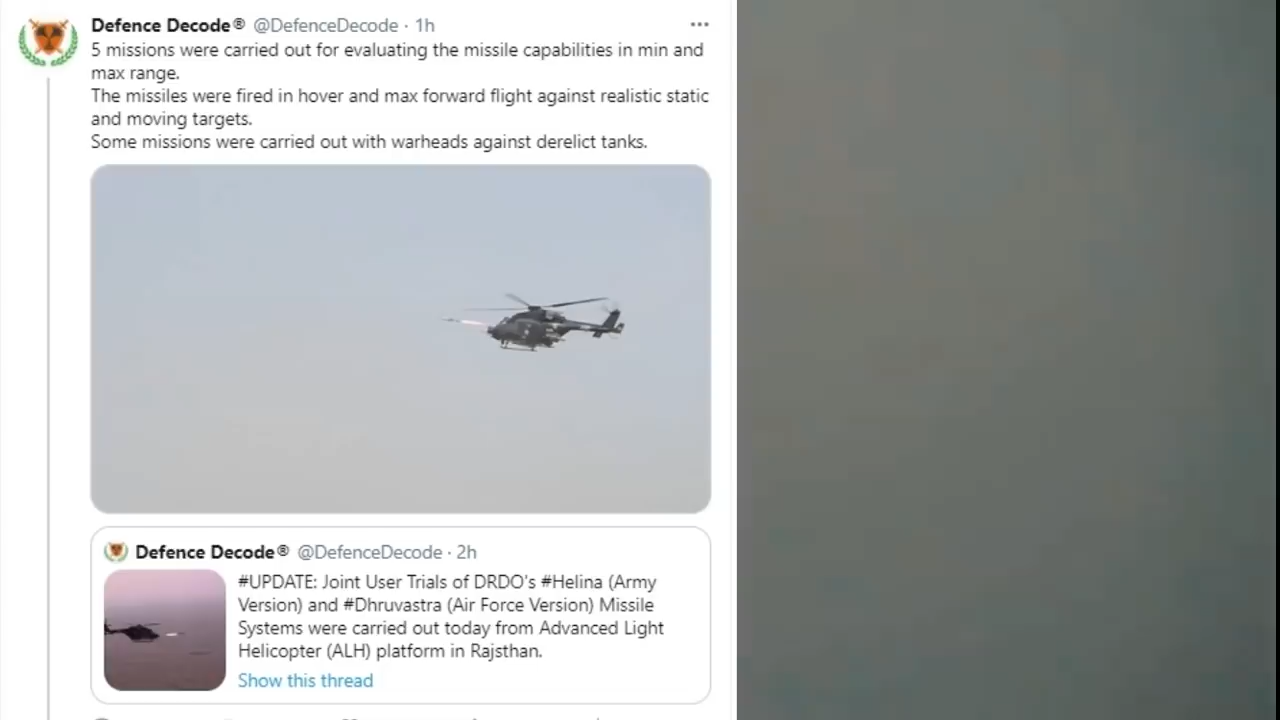 Defence Decode® @DefenceDecode · 1h
5 missions were carried out for evaluating the missile capabilities in min and
max range.
The missiles were fired in hover and max forward flight against realistic static
and moving targets.
Some missions were carried out with warheads against derelict tanks.
Defence Decode® @DefenceDecode · 2h
#UPDATE: Joint User Trials of DRDO's #Helina (Army
Version) and #Dhruvastra (Air Force Version) Missile
Systems were carried out today from Advanced Light
Helicopter (ALH) platform in Rajsthan.
Show this thread